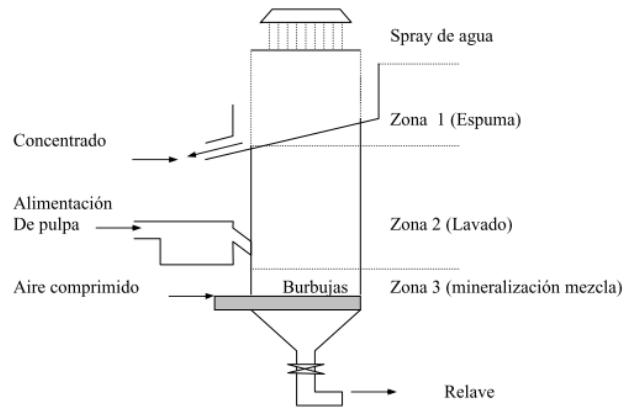 Spray de agua
Zona 1 (Espuma)
Concentrado
Alimentación
De pulpa
Zona 2 (Lavado)
Aire comprimido
Burbujas
Zona 3 (mineralización mezcla)
Relave